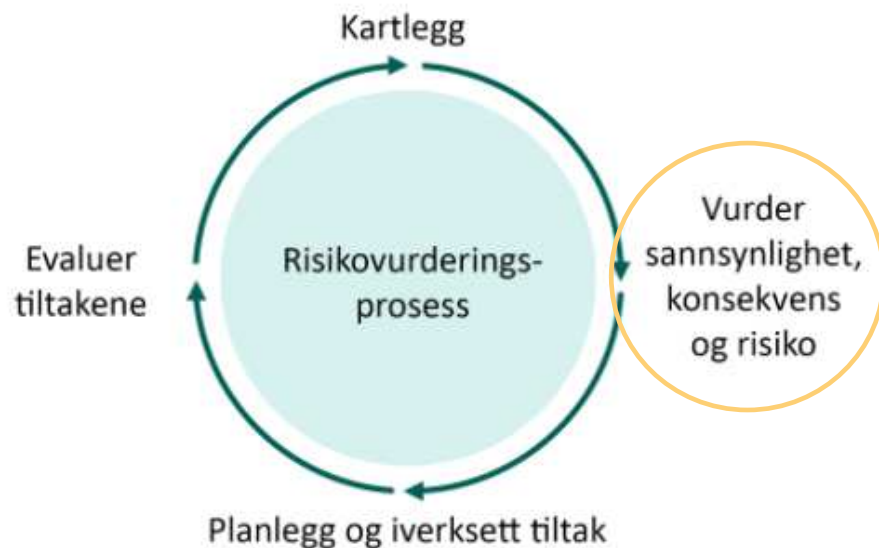 Kartlegg
Vurder
sannsynlighet,
konsekvens
og risiko
Risikovurderings-
prosess
Evaluer
tiltakene
Planlegg og iverksett tiltak